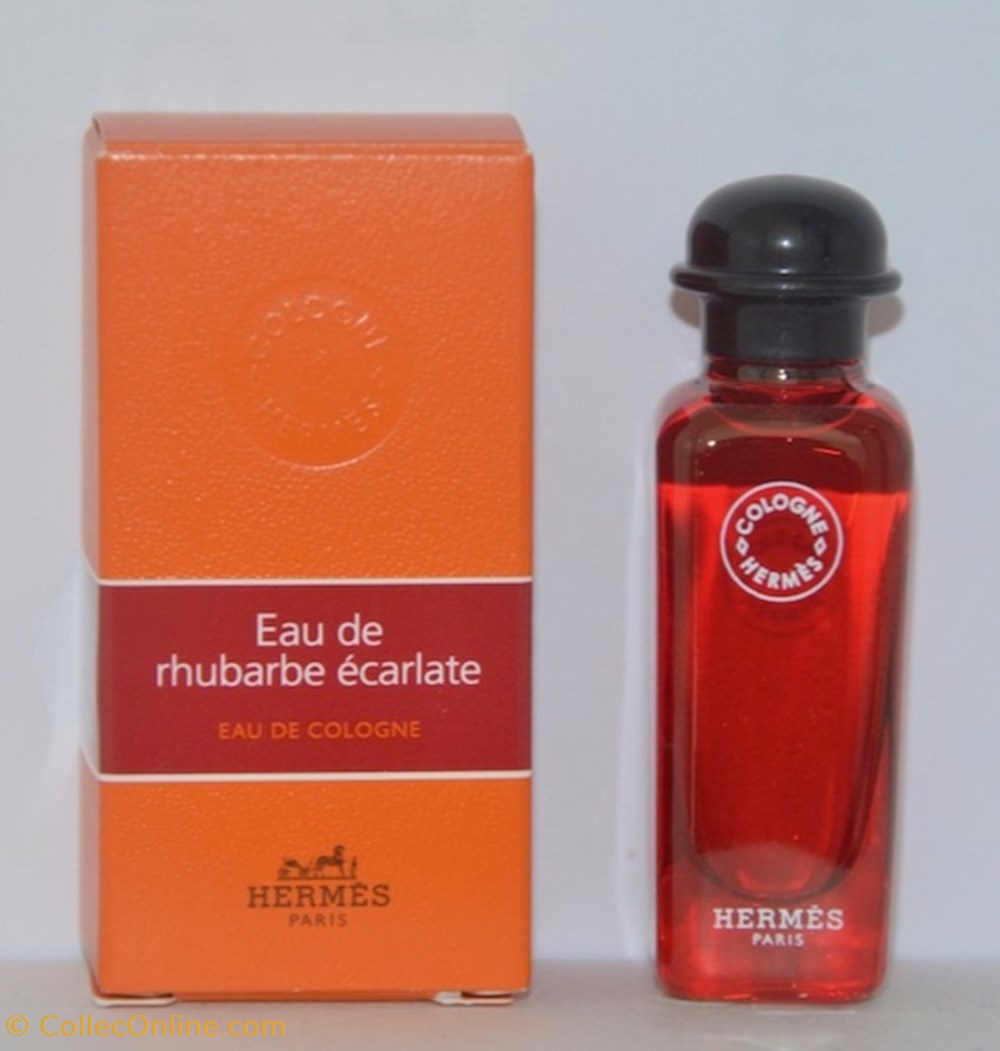 COLOGNE
HERMÈS
Eau de
rhubarbe écarlate
EAU DE COLOGNE
HERMÈS
PARIS
COLOGNE
HERMÈS
HERMÈS
PARIS
© CollecOnline.com